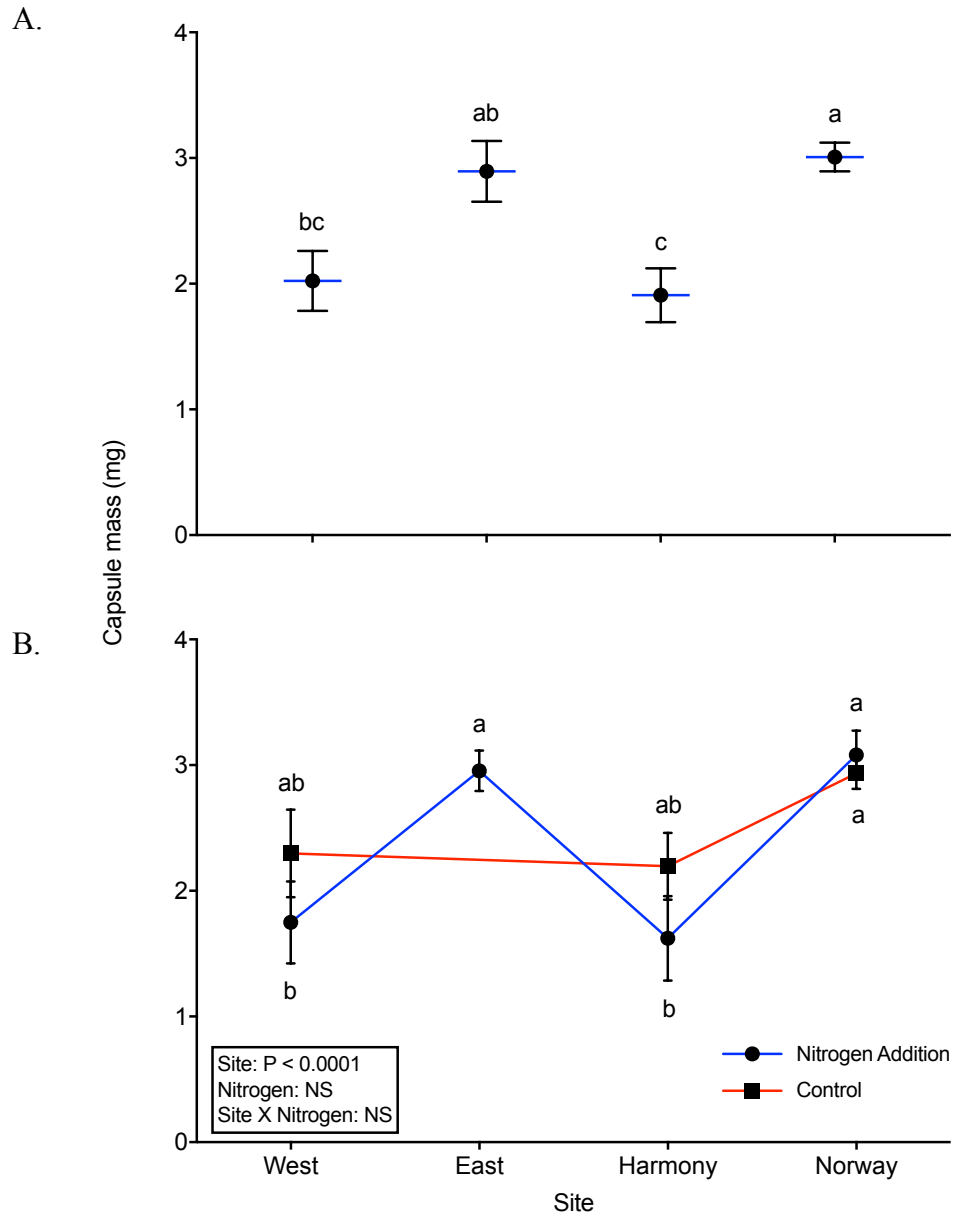 A.
4
3
2
1
0
bc
ab
c
a
Capsule mass (mg)
B.
4
3
2
1
0
ab
b
a
ab
b
a
a
Site: P < 0.0001
Nitrogen: NS
Site X Nitrogen: NS
Nitrogen Addition
Control
West East Harmony Norway
Site